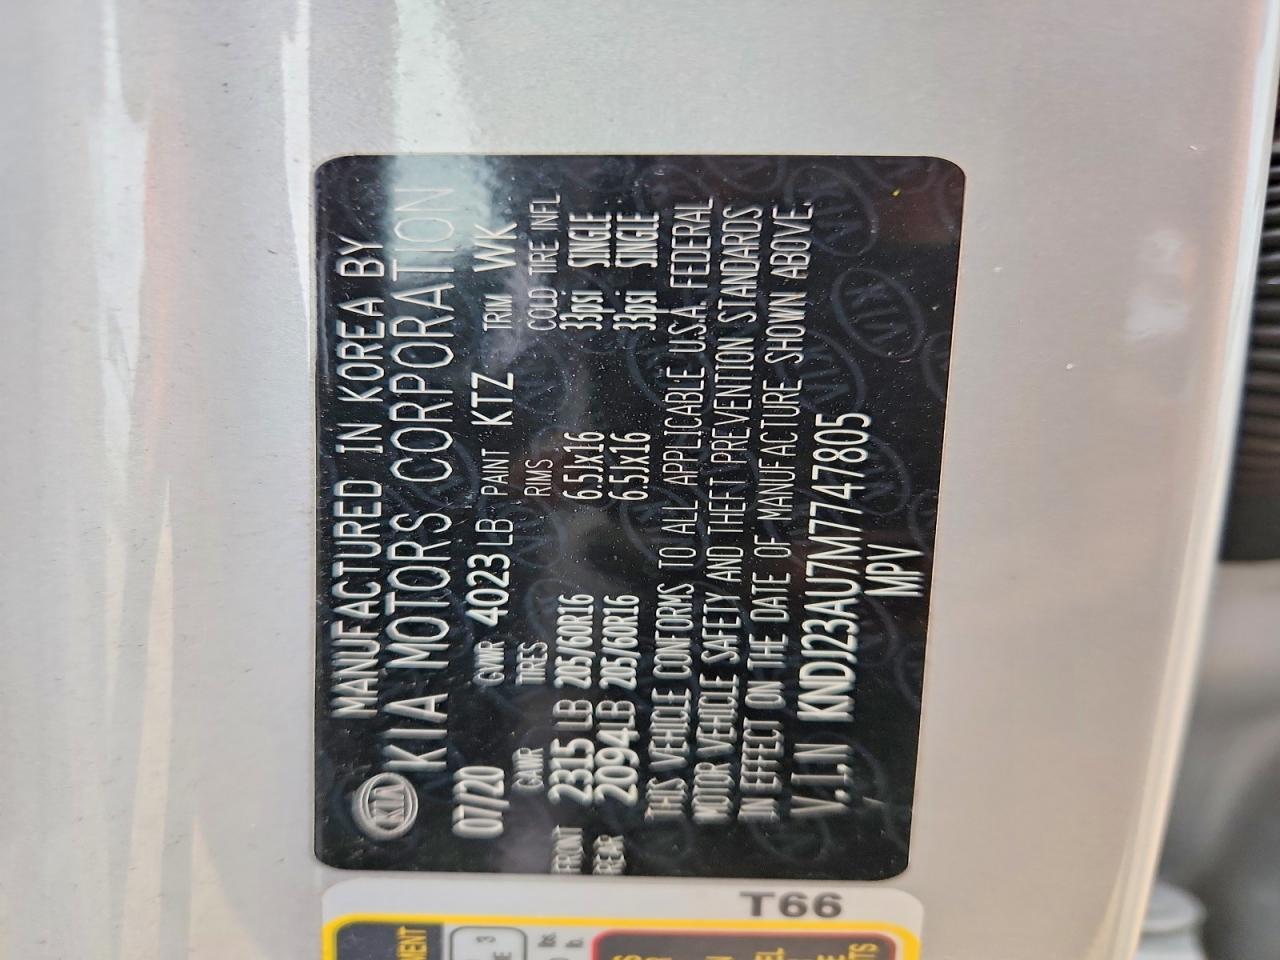 KIA
MANUFACTURED IN KOREA BY
KIA MOTORS CORPORATION
07/20 GVWR 4023 LB PAINT KTZ TRIM WK
GAWR TIRES RIMS COLD TIRE INFL
FRONT 2315 LB 205/60R16 6.5Jx16 33psi SINGLE
REAR 2094LB 205/60R16 6.5Jx16 33psi SINGLE
THIS VEHICLE CONFORMS TO ALL APPLICABLE U.S.A. FEDERAL
MOTOR VEHICLE SAFETY AND THEFT PREVENTION STANDARDS
IN EFFECT ON THE DATE OF MANUFACTURE SHOWN ABOVE.
V.I.N KNDJ23AU7M7747805
MPV
T66